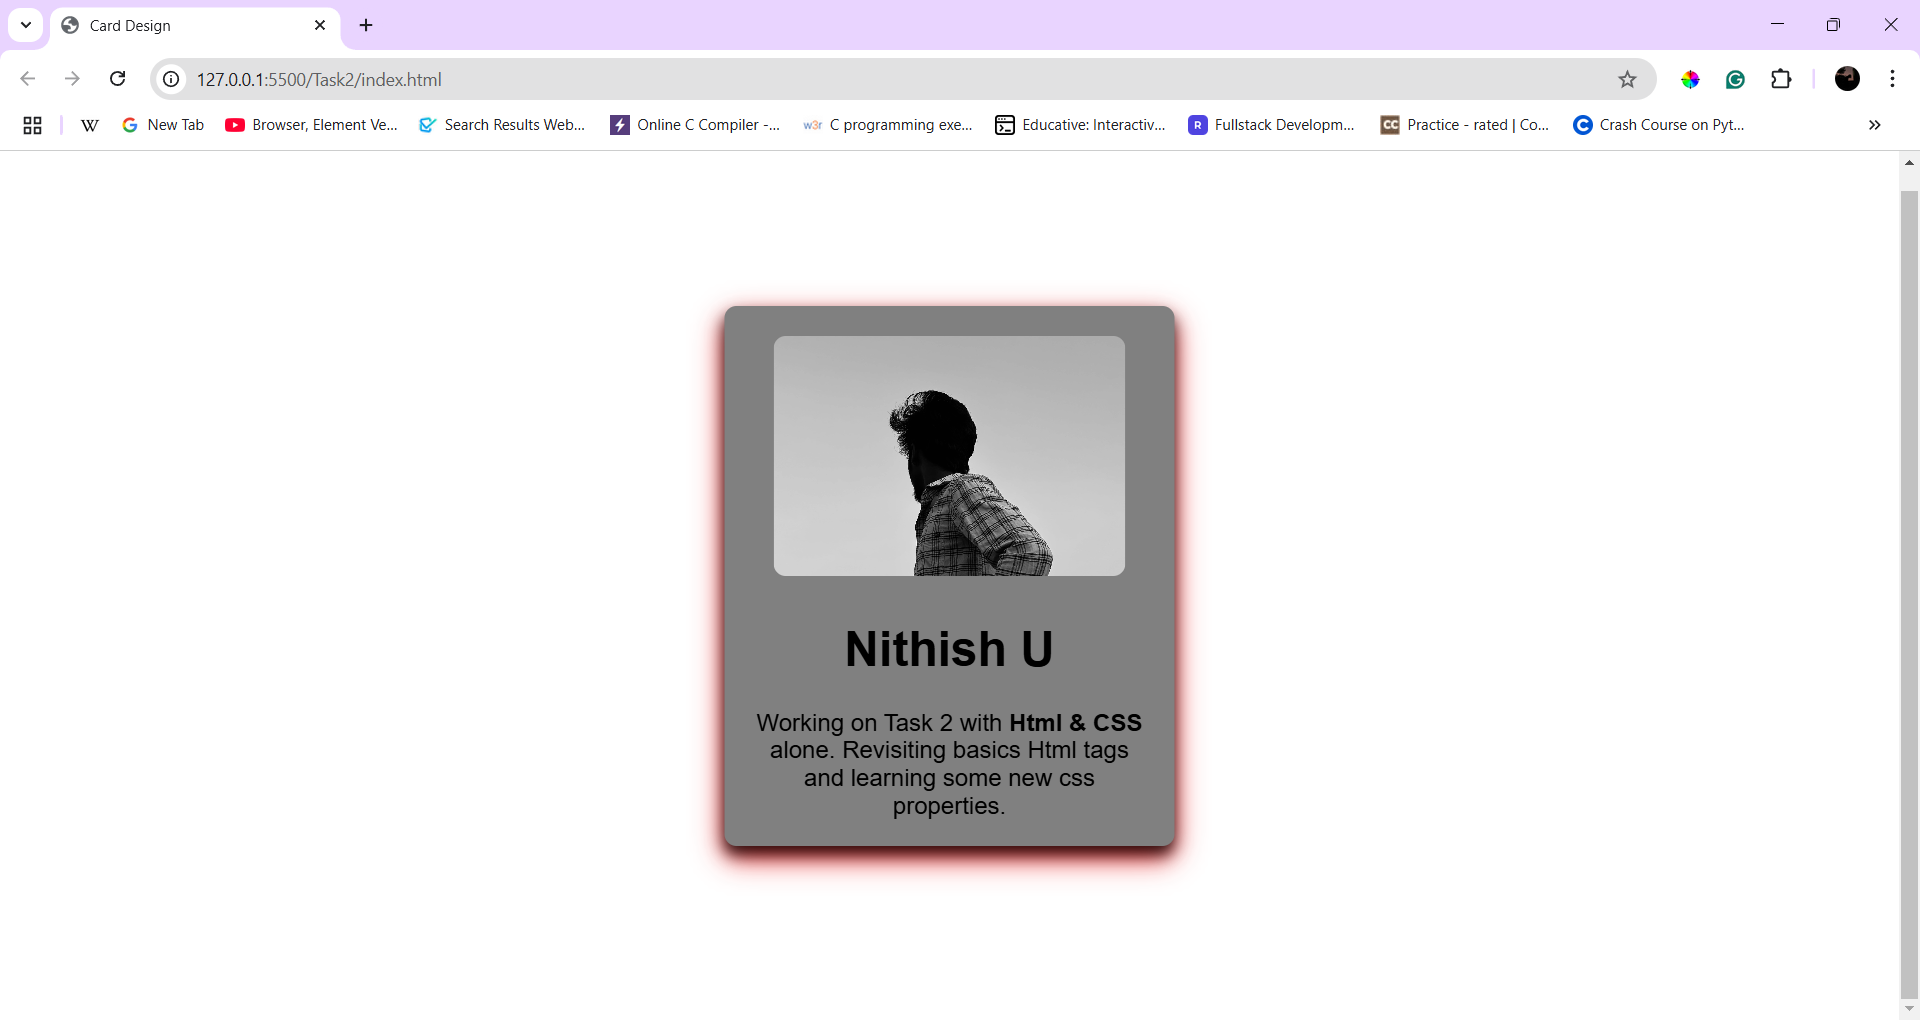 Card Design
127.0.0.1:5500/Task2/index.html
W New Tab Browser, Element Ve... Search Results Web... Online C Compiler -... w3r C programming exe... Educative: Interactiv... R Fullstack Developm... CC Practice - rated | Co... C Crash Course on Pyt...
Nithish U
Working on Task 2 with Html & CSS
alone. Revisiting basics Html tags
and learning some new css
properties.